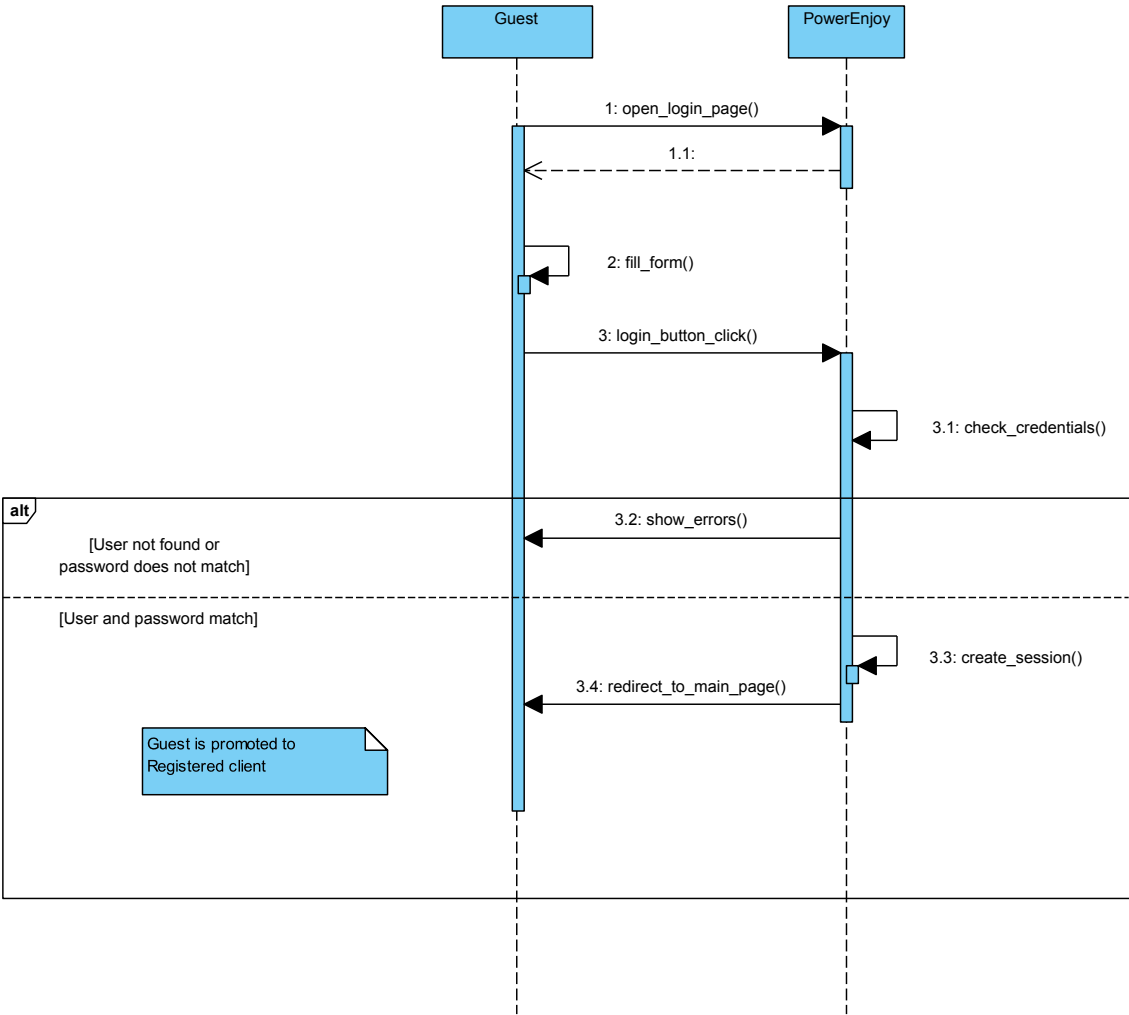 Guest
PowerEnjoy
1: open_login_page()
1.1:
2: fill_form()
3: login_button_click()
3.1: check_credentials()
alt
3.2: show_errors()
[User not found or
password does not match]
[User and password match]
3.3: create_session()
3.4: redirect_to_main_page()
Guest is promoted to
Registered client